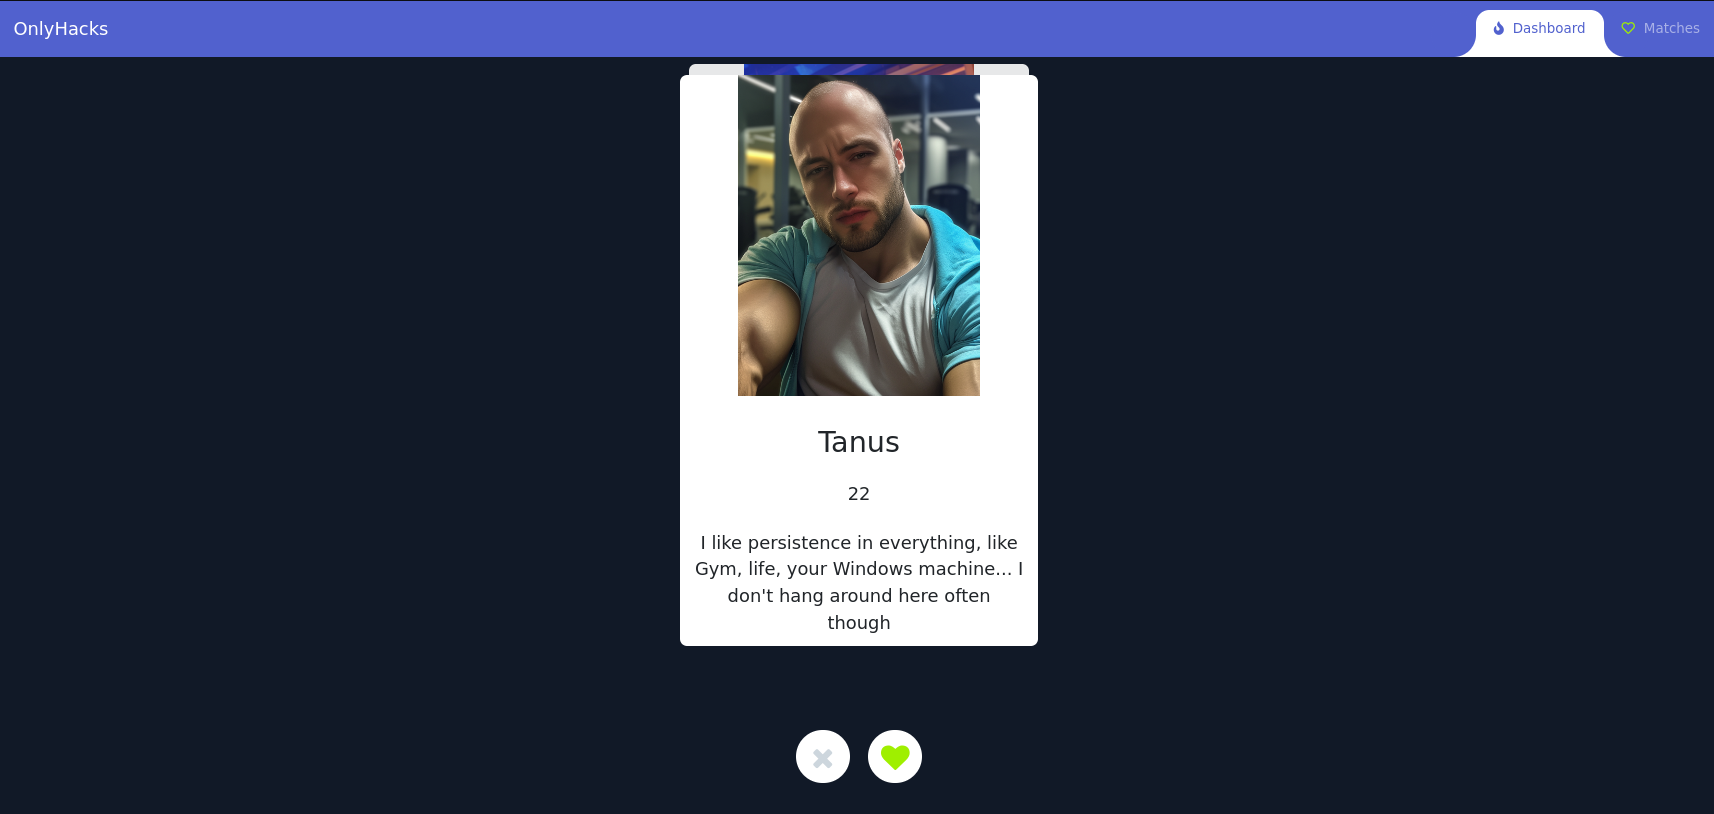 OnlyHacks
Dashboard
Matches
Tanus
22
I like persistence in everything, like
Gym, life, your Windows machine... I
don't hang around here often
though